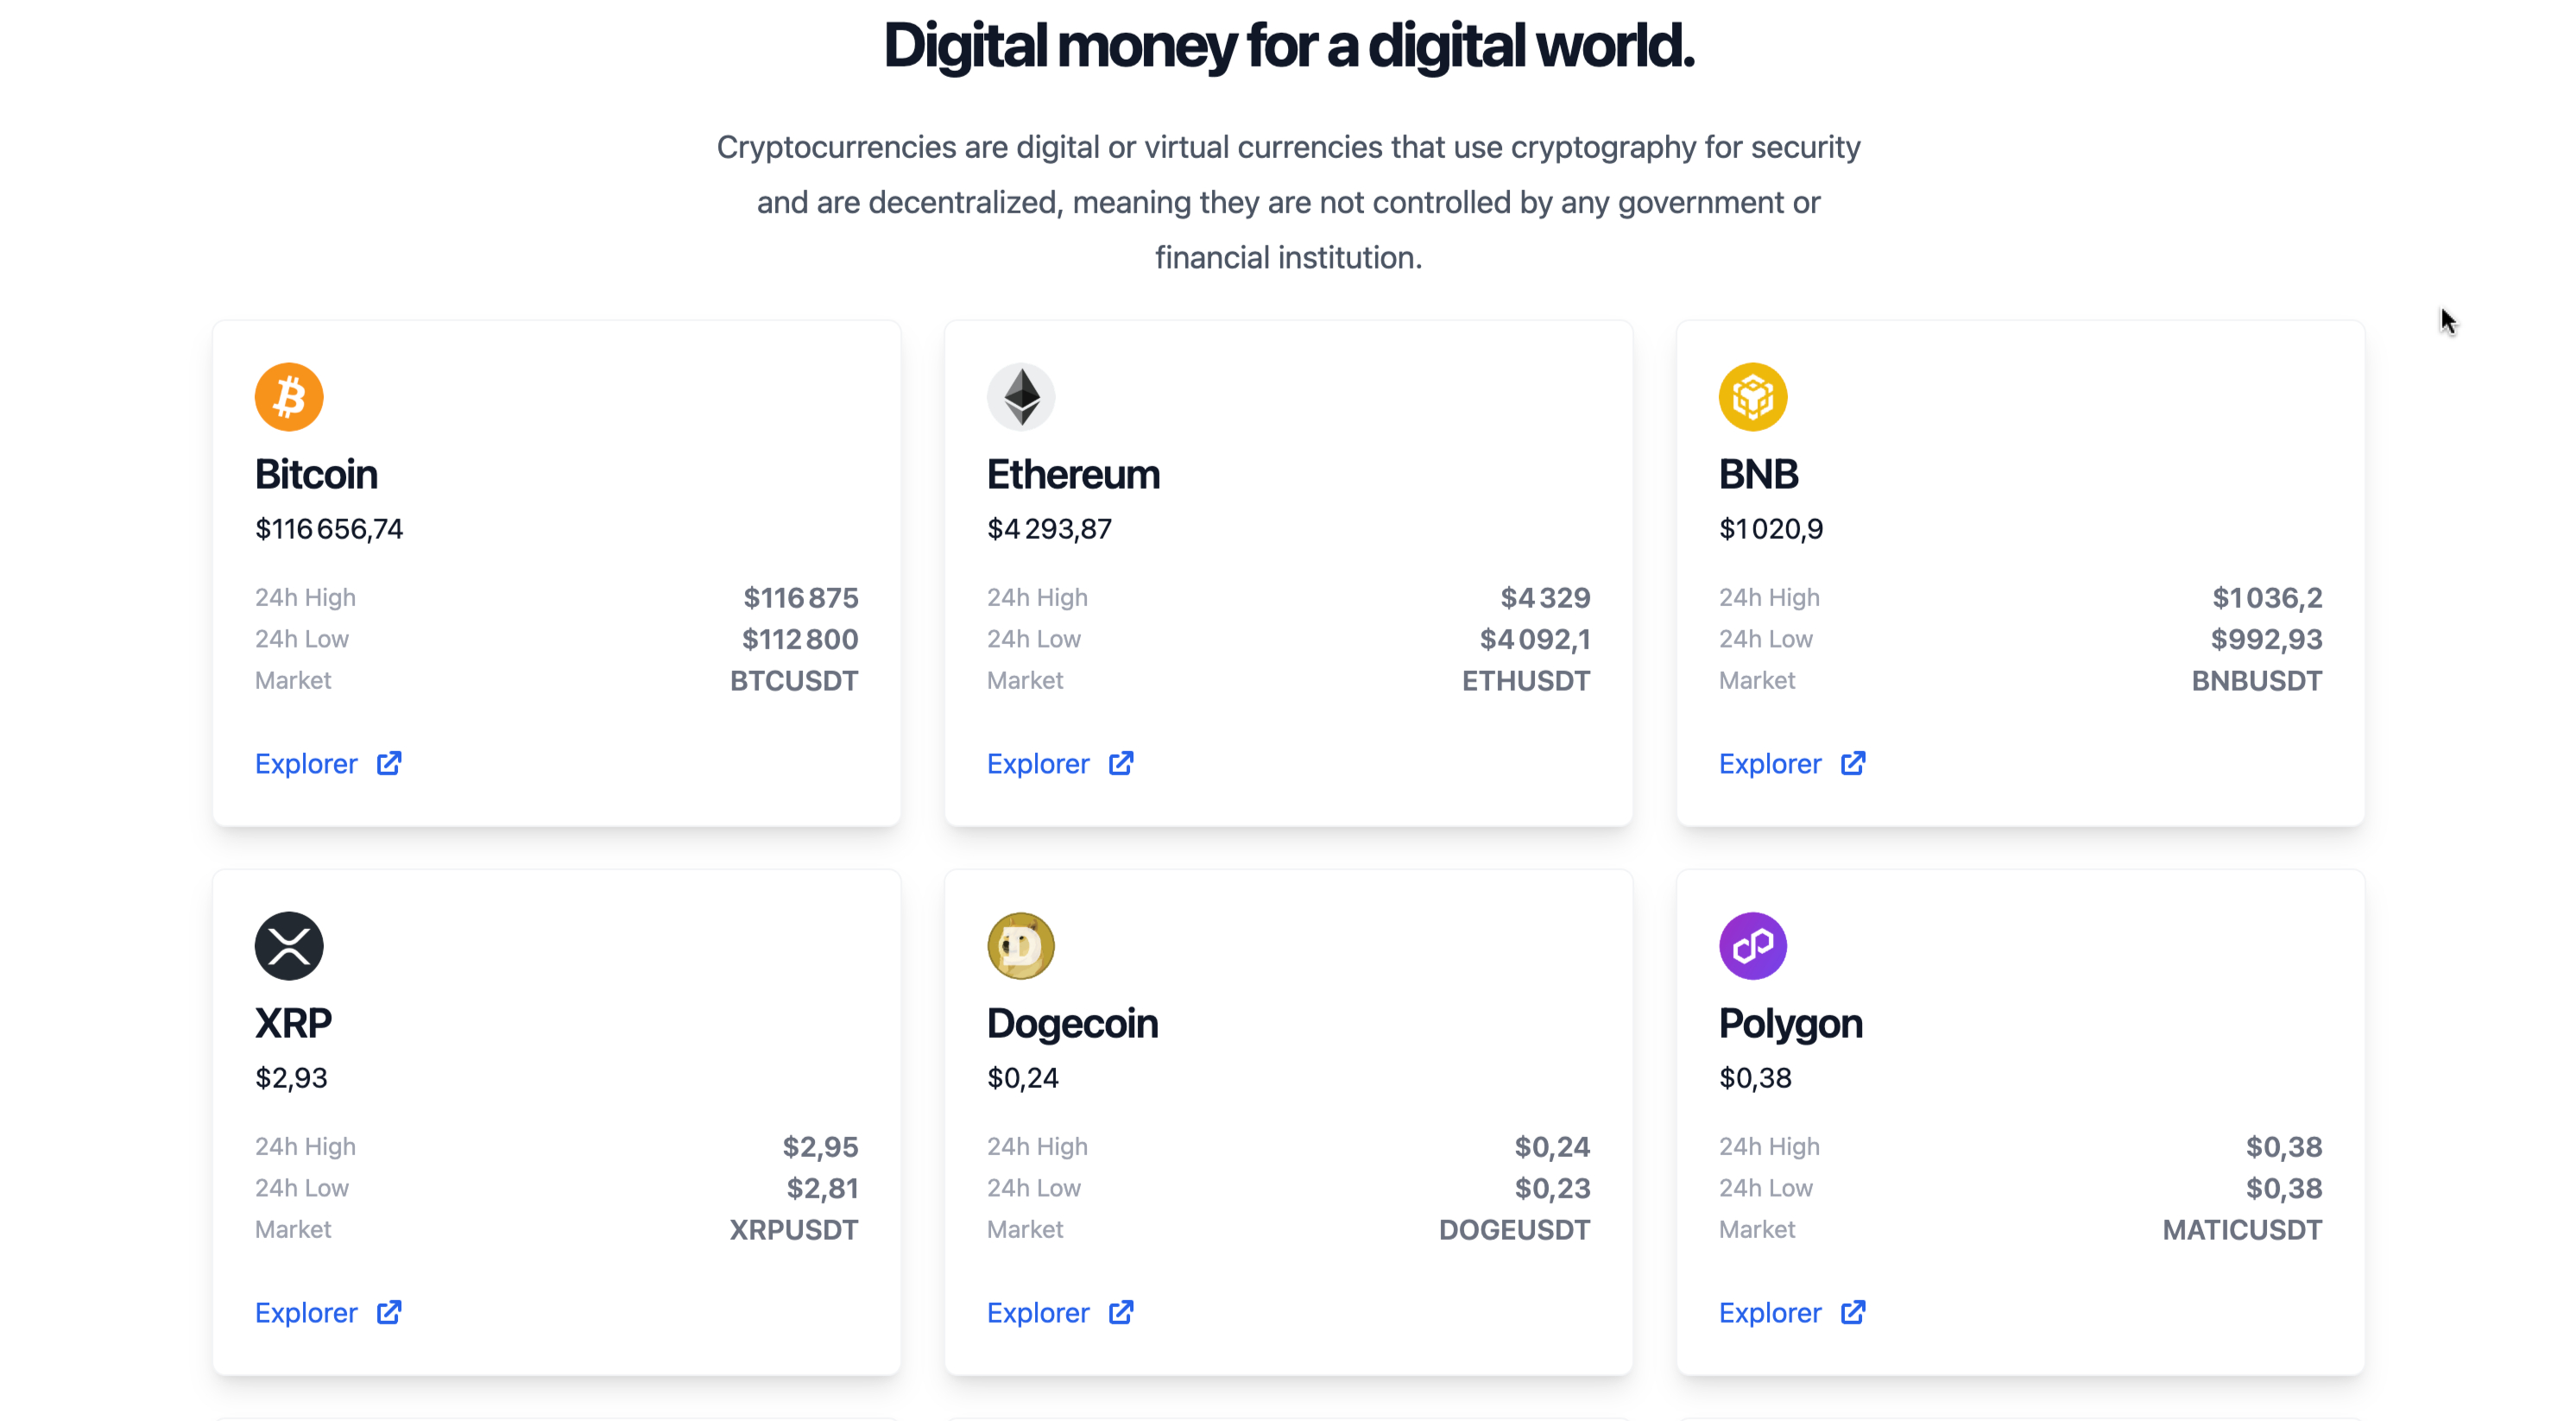 Digital money for a digital world.
Cryptocurrencies are digital or virtual currencies that use cryptography for security
and are decentralized, meaning they are not controlled by any government or
financial institution.
Bitcoin
$116 656,74
24h High $116 875
24h Low $112 800
Market BTCUSDT
Explorer
Ethereum
$4 293,87
24h High $4 329
24h Low $4 092,1
Market ETHUSDT
Explorer
BNB
$1 020,9
24h High $1 036,2
24h Low $992,93
Market BNBUSDT
Explorer
XRP
$2,93
24h High $2,95
24h Low $2,81
Market XRPUSDT
Explorer
Dogecoin
$0,24
24h High $0,24
24h Low $0,23
Market DOGEUSDT
Explorer
Polygon
$0,38
24h High $0,38
24h Low $0,38
Market MATICUSDT
Explorer